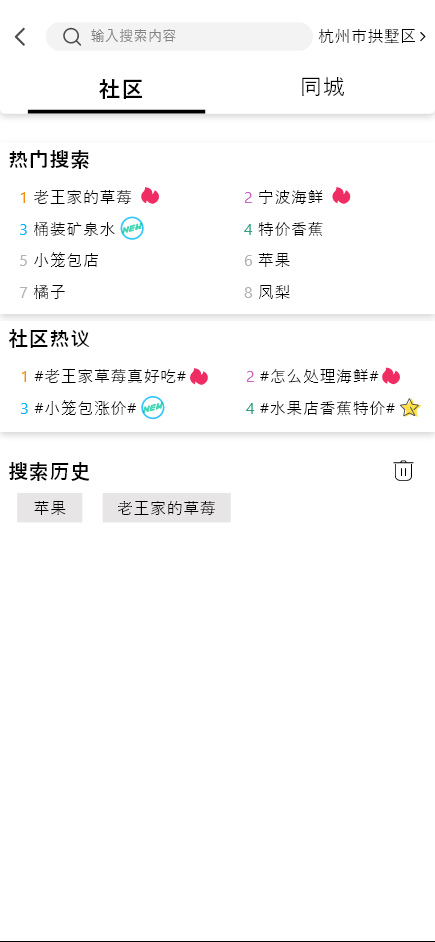 输入搜索内容 杭州市拱墅区
社区 同城
热门搜索
1 老王家的草莓 2 宁波海鲜
3 桶装矿泉水 NEW 4 特价香蕉
5 小笼包店 6 苹果
7 橘子 8 凤梨
社区热议
1 #老王家草莓真好吃# 2 #怎么处理海鲜#
3 #小笼包涨价# NEW 4 #水果店香蕉特价#
搜索历史
苹果 老王家的草莓